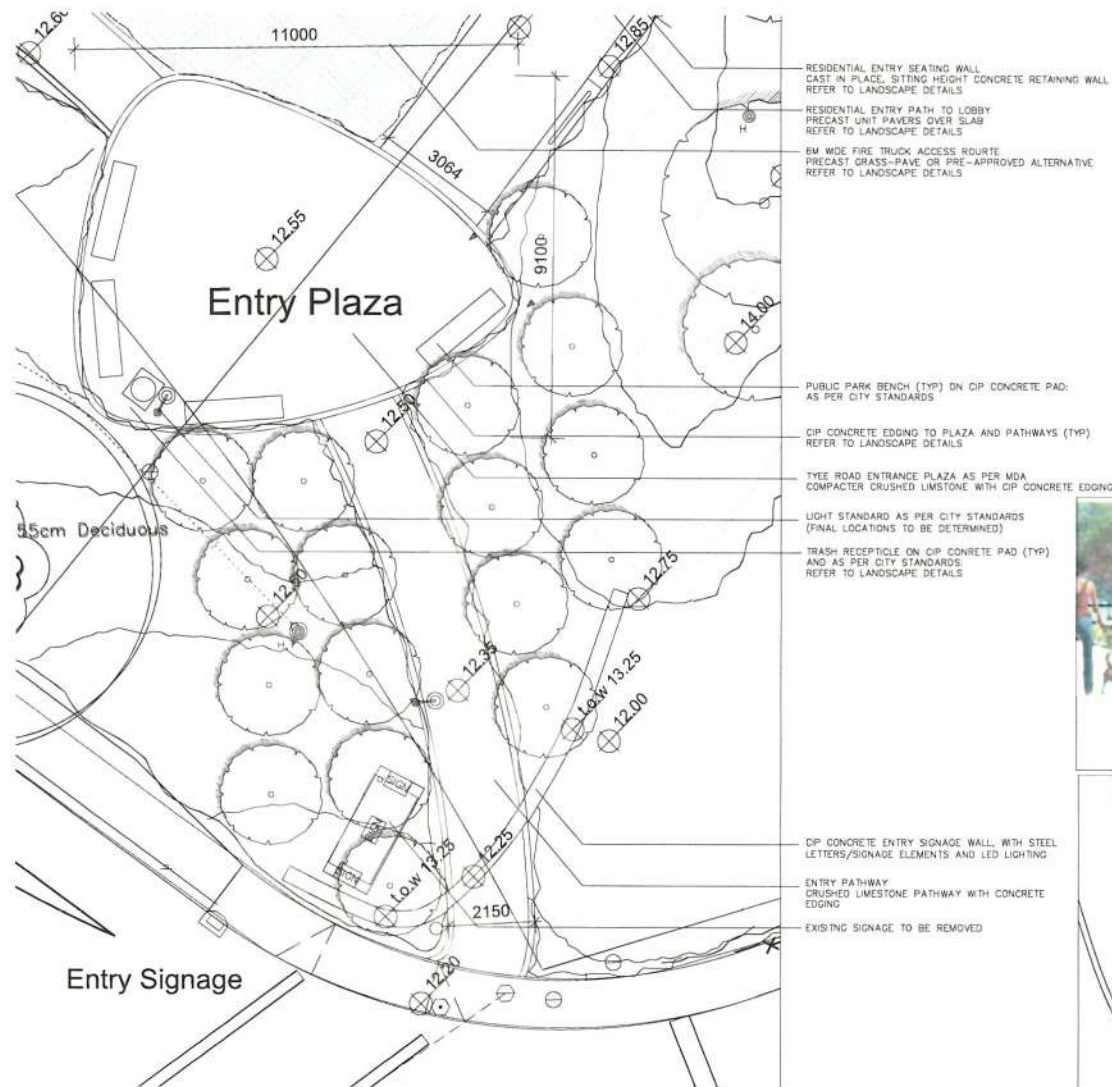 12.60
11000
12.85
RESIDENTIAL ENTRY SEATING WALL
CAST IN PLACE, SITTING HEIGHT CONCRETE RETAINING WALL
REFER TO LANDSCAPE DETAILS
RESIDENTIAL ENTRY PATH TO LOBBY
PRECAST UNIT PAVERS OVER SLAB
REFER TO LANDSCAPE DETAILS
6M WIDE FIRE TRUCK ACCESS ROURTE
PRECAST GRASS-PAVE OR PRE-APPROVED ALTERNATIVE
REFER TO LANDSCAPE DETAILS
H
3064
12.55
9100
Entry Plaza
14.00
PUBLIC PARK BENCH (TYP) ON CIP CONCRETE PAD:
AS PER CITY STANDARDS
12.50
CIP CONCRETE EDGING TO PLAZA AND PATHWAYS (TYP)
REFER TO LANDSCAPE DETAILS
TYEE ROAD ENTRANCE PLAZA AS PER MDA
COMPACTER CRUSHED LIMSTONE WITH CIP CONCRETE EDGING
LIGHT STANDARD AS PER CITY STANDARDS
(FINAL LOCATIONS TO BE DETERMINED)
55cm Deciduous
TRASH RECEPTICLE ON CIP CONRETE PAD (TYP)
AND AS PER CITY STANDARDS.
REFER TO LANDSCAPE DETAILS
12.75
H
12.35
t.o.w 13.25
12.00
SIGN
SIGN
t.o.w 13.25
12.25
CIP CONCRETE ENTRY SIGNAGE WALL, WITH STEEL
LETTERS/SIGNAGE ELEMENTS AND LED LIGHTING
ENTRY PATHWAY
CRUSHED LIMESTONE PATHWAY WITH CONCRETE
EDGING
2150
EXISITNG SIGNAGE TO BE REMOVED
Entry Signage
12.20